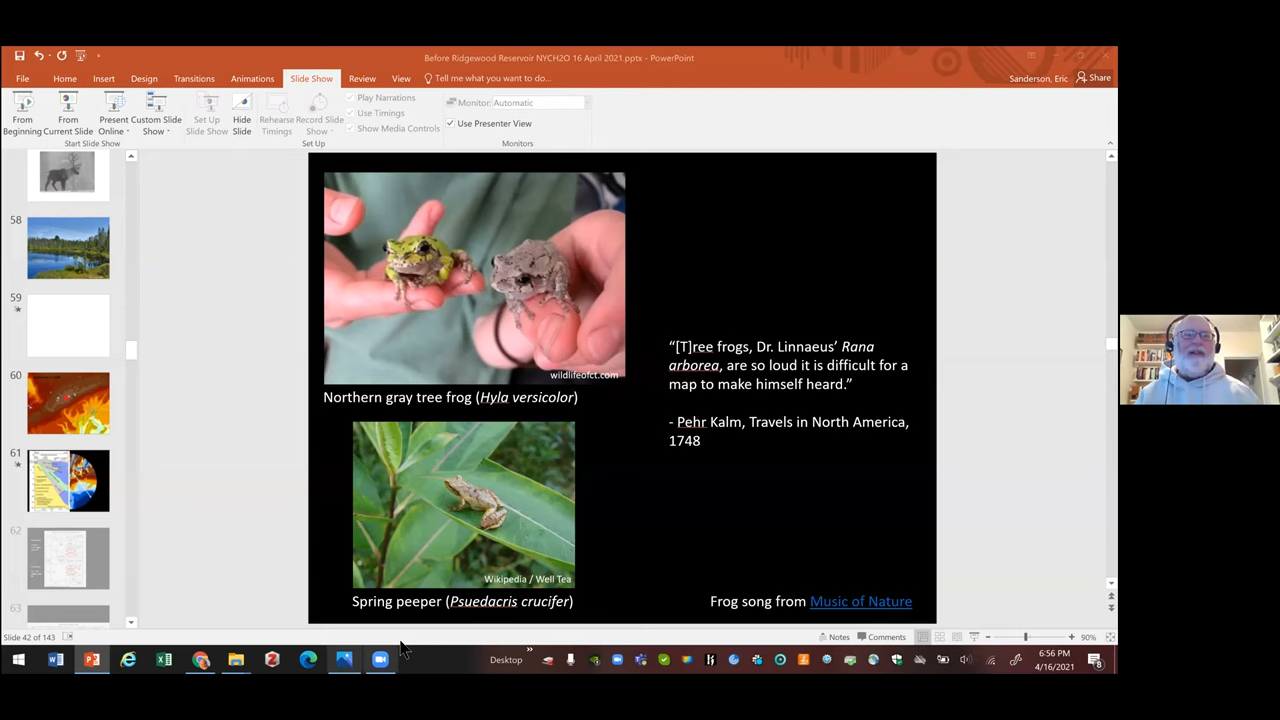 Before Ridgewood Reservoir NYCH2O 16 April 2021.pptx - PowerPoint
File Home Insert Design Transitions Animations Slide Show Review View Tell me what you want to do...
Sanderson, Eric Share
From Beginning
From Current Slide
Present Online
Custom Slide Show
Set Up Slide Show
Hide Slide
Rehearse Timings
Record Slide Show
Play Narrations
Use Timings
Show Media Controls
Monitor: Automatic
Use Presenter View
Start Slide Show
Set Up
Monitors
58
59
60
61
62
63
wildlifeofct.com
Northern gray tree frog (Hyla versicolor)
Wikipedia / Well Tea
Spring peeper (Psuedacris crucifer)
“[T]ree frogs, Dr. Linnaeus’ Rana
arborea, are so loud it is difficult for a
map to make himself heard.”
- Pehr Kalm, Travels in North America,
1748
Frog song from Music of Nature
Slide 42 of 143
Notes Comments 90%
Desktop
6:56 PM
4/16/2021
8